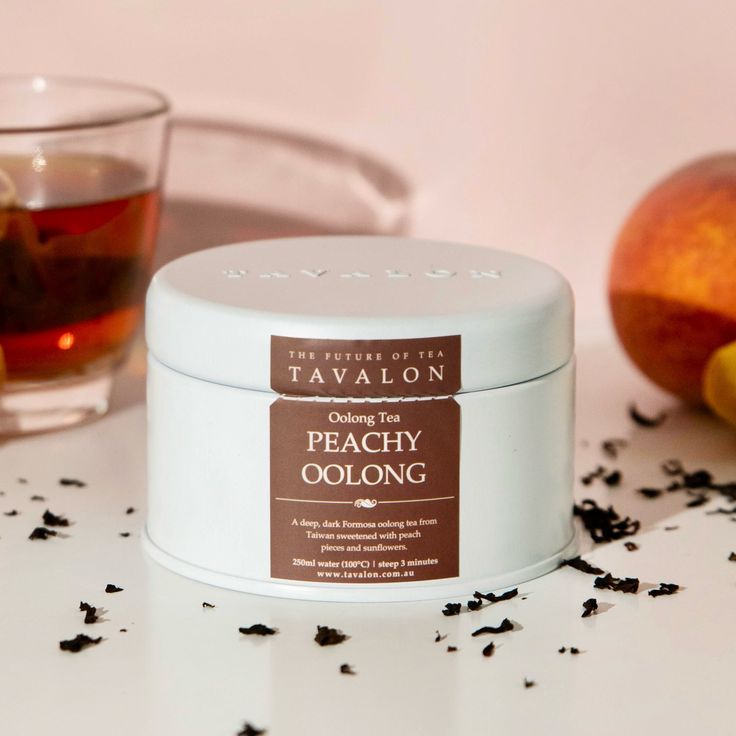 TAVALON
THE FUTURE OF TEA
TAVALON
Oolong Tea
PEACHY
OOLONG
A deep, dark Formosa oolong tea from
Taiwan sweetened with peach
pieces and sunflowers.
250ml water (100°C) | steep 3 minutes
www.tavalon.com.au